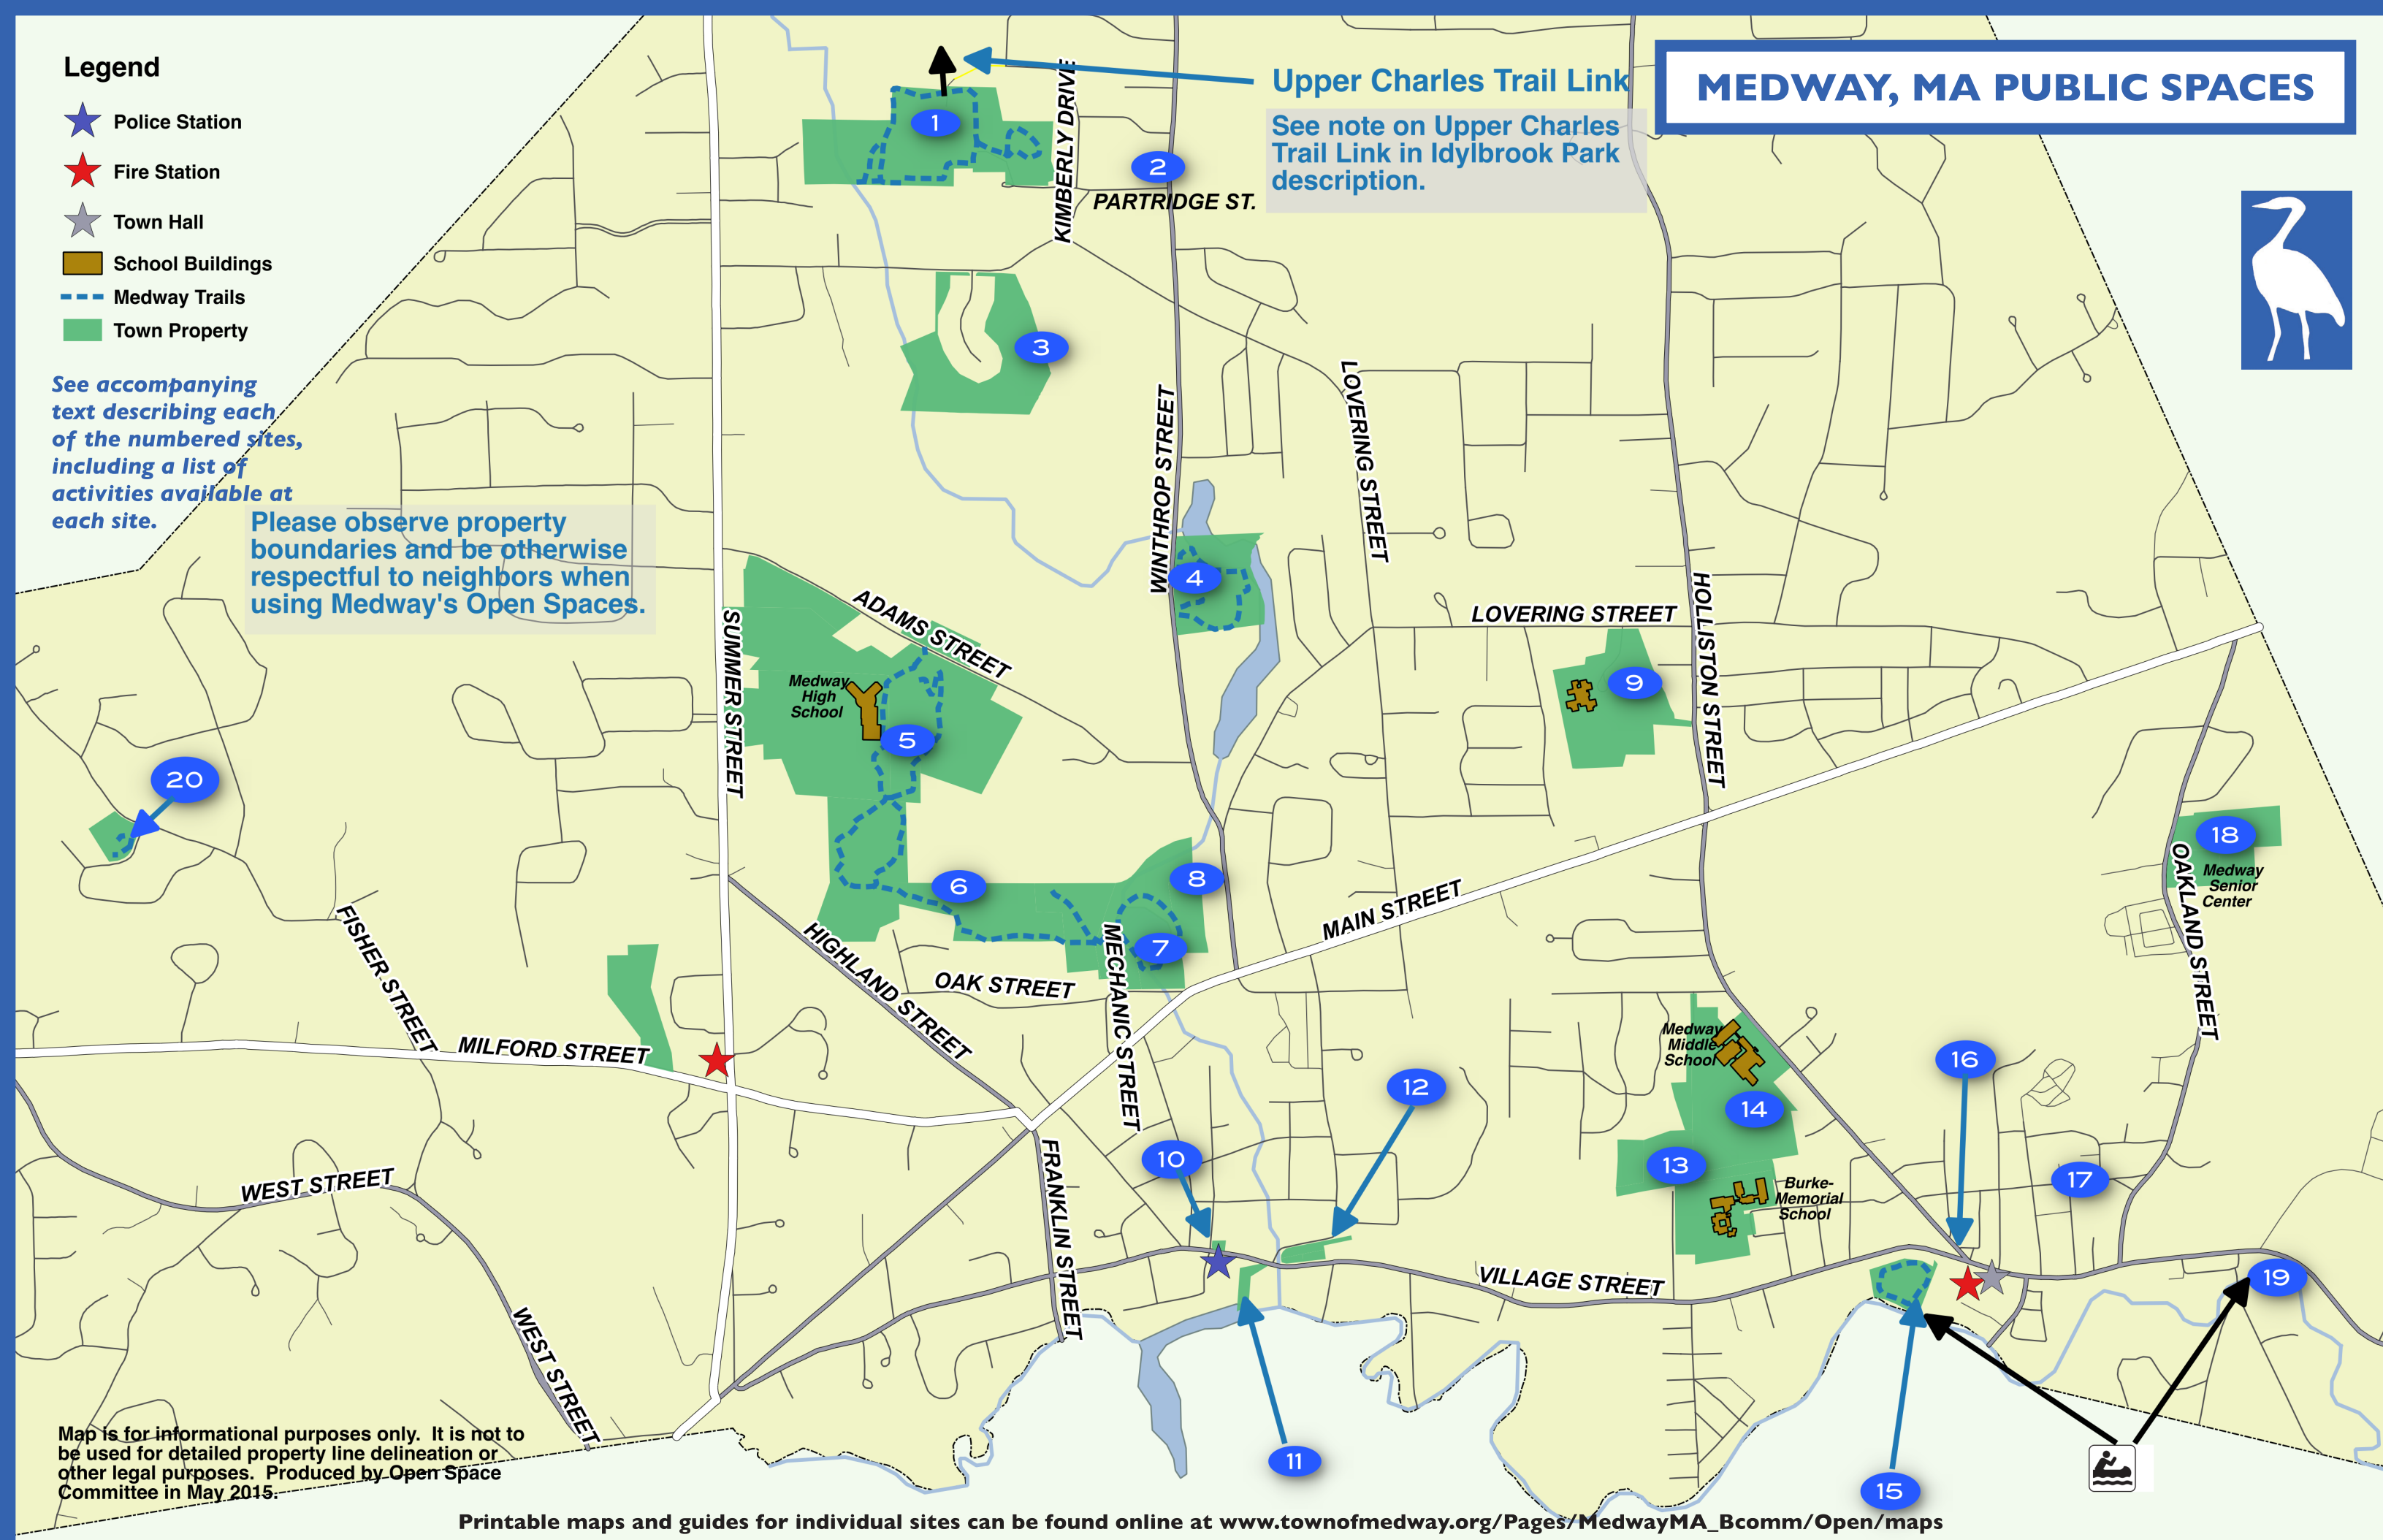 Legend
Police Station
Fire Station
Town Hall
School Buildings
Medway Trails
Town Property
See accompanying
text describing each
of the numbered sites,
including a list of
activities available at
each site.
Please observe property
boundaries and be otherwise
respectful to neighbors when
using Medway's Open Spaces.
Upper Charles Trail Link
See note on Upper Charles
Trail Link in Idylbrook Park
description.
MEDWAY, MA PUBLIC SPACES
1
KIMBERLY DRIVE
2
PARTRIDGE ST.
3
WINTHROP STREET
LOVERING STREET
4
ADAMS STREET
LOVERING STREET
HOLLISTON STREET
SUMMER STREET
Medway
High
School
5
9
20
18
Medway
Senior
Center
OAKLAND STREET
6
8
7
MAIN STREET
FISHER STREET
HIGHLAND STREET
OAK STREET
MECHANIC STREET
MILFORD STREET
Medway
Middle
School
16
12
14
10
13
17
WEST STREET
FRANKLIN STREET
Burke-
Memorial
School
VILLAGE STREET
19
WEST STREET
11
15
Map is for informational purposes only. It is not to
be used for detailed property line delineation or
other legal purposes. Produced by Open Space
Committee in May 2015.
Printable maps and guides for individual sites can be found online at www.townofmedway.org/Pages/MedwayMA_Bcomm/Open/maps